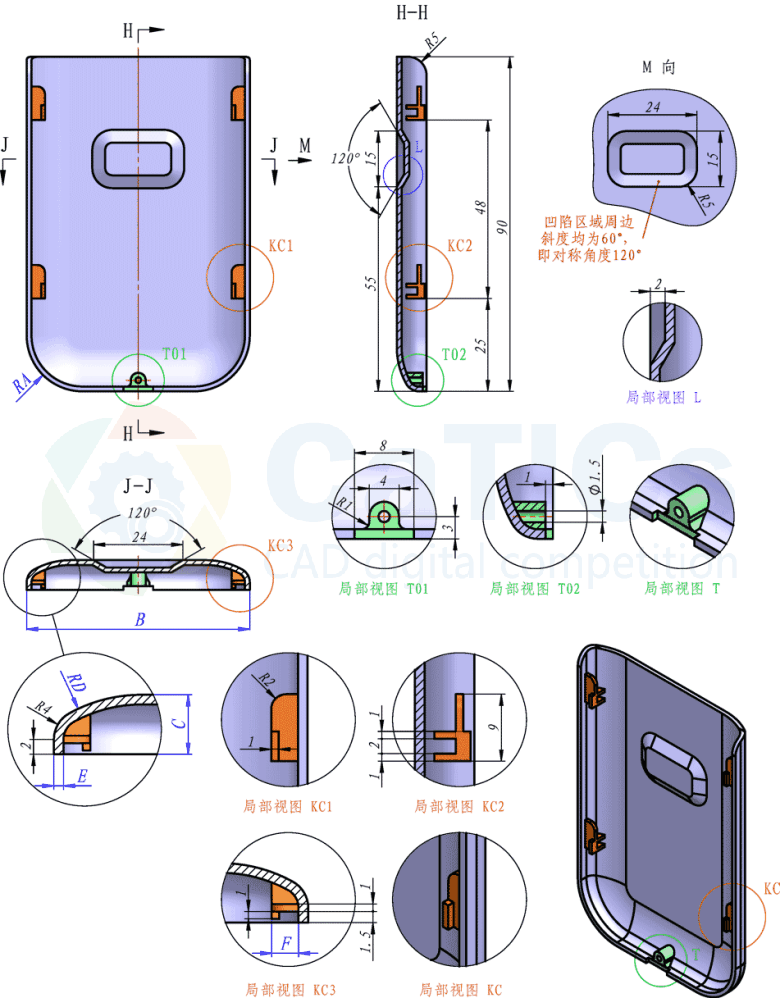 H
H-H
R5
M 向
24
15
R5
凹陷区域周边
斜度均为60°,
即对称角度120°
J
J
M
120°
15
L
48
90
KC1
KC2
55
25
2
局部视图 L
RA
T01
T02
H
J-J
120°
24
KC3
B
CaTICs
CAD digital competition
8
4
R1
3
局部视图 T01
1
Φ1.5
局部视图 T02
局部视图 T
R4
RD
C
2
E
R2
1
局部视图 KC1
1
2
1
9
局部视图 KC2
1
1
1.5
F
局部视图 KC3
局部视图 KC
KC
T